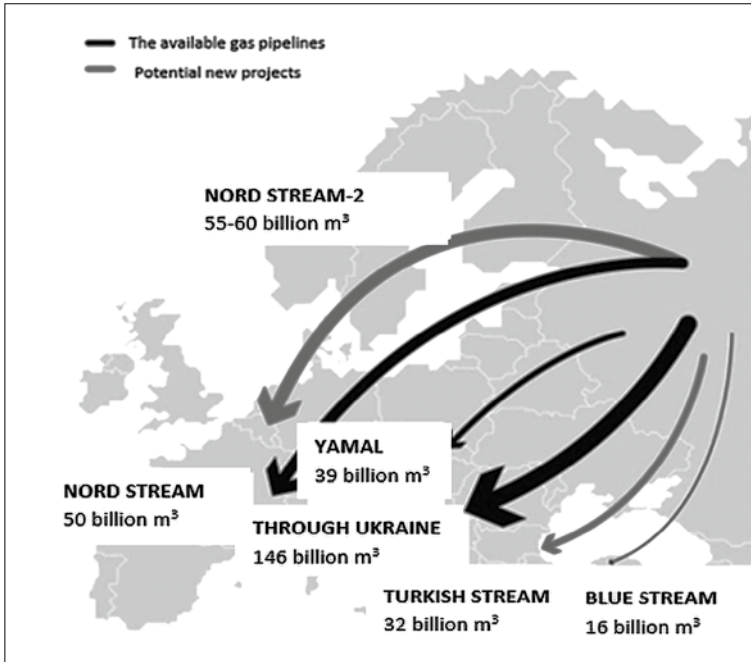 The available gas pipelines
Potential new projects
NORD STREAM-2
55-60 billion m³
YAMAL
39 billion m³
NORD STREAM
50 billion m³
THROUGH UKRAINE
146 billion m³
TURKISH STREAM
32 billion m³
BLUE STREAM
16 billion m³